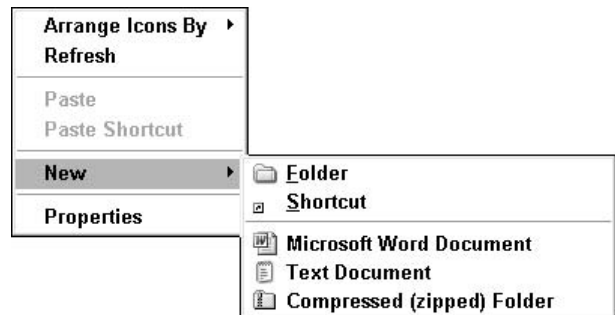 Arrange Icons By
Refresh
Paste
Paste Shortcut
New
Properties
Folder
Shortcut
Microsoft Word Document
Text Document
Compressed (zipped) Folder